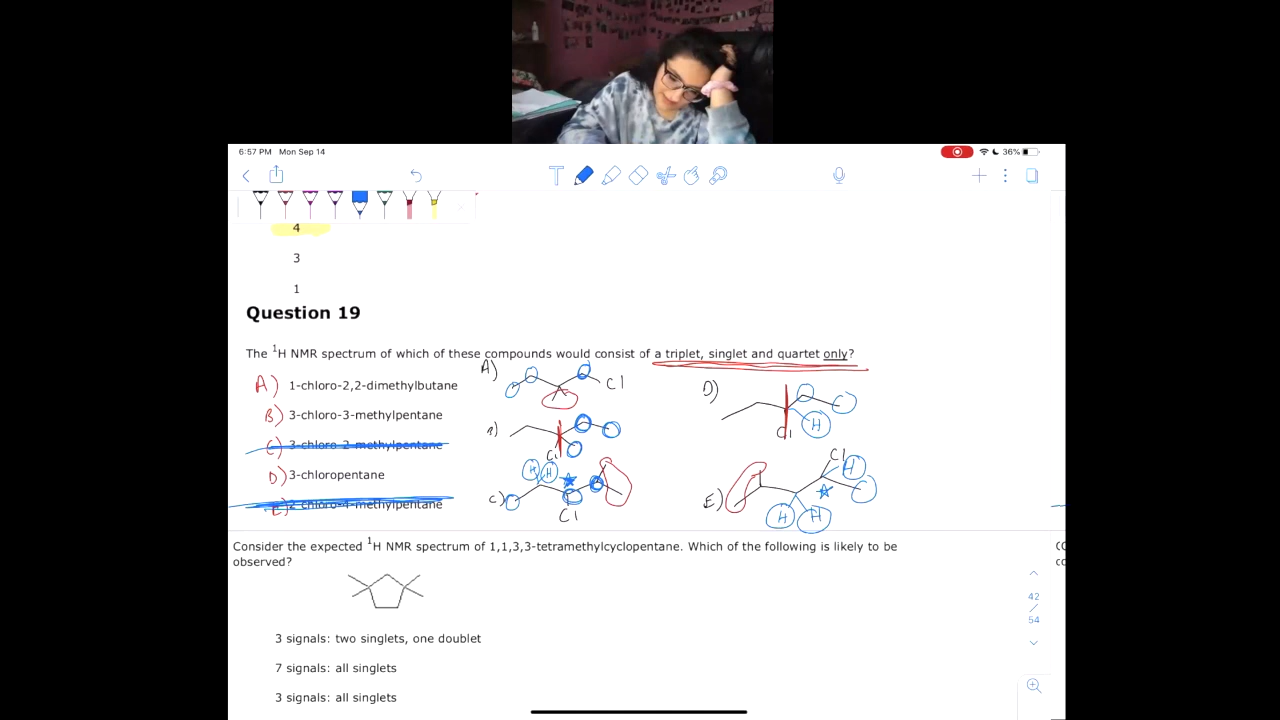 6:57 PM Mon Sep 14
36%
T
4
3
1
Question 19
The ¹H NMR spectrum of which of these compounds would consist of a triplet, singlet and quartet only?
A) 1-chloro-2,2-dimethylbutane
B) 3-chloro-3-methylpentane
C) 3-chloro-2-methylpentane
D) 3-chloropentane
E) 2-chloro-4-methylpentane
A)
Cl
D)
Cl
H
Cl
C)
H H
Cl
E)
Cl
H
H H
Consider the expected ¹H NMR spectrum of 1,1,3,3-tetramethylcyclopentane. Which of the following is likely to be
observed?
3 signals: two singlets, one doublet
7 signals: all singlets
3 signals: all singlets
42
/
54